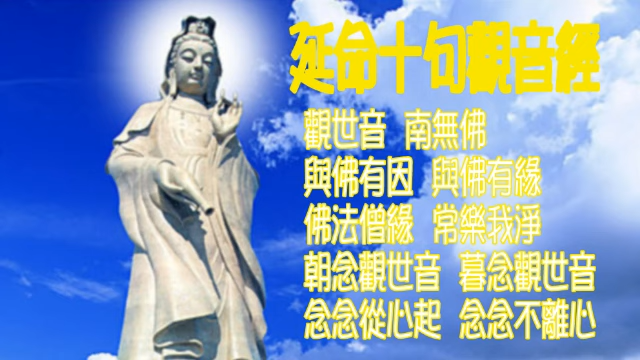 延命十句觀音經
觀世音 南無佛
與佛有因 與佛有緣
佛法僧緣 常樂我淨
朝念觀世音 暮念觀世音
念念從心起 念念不離心